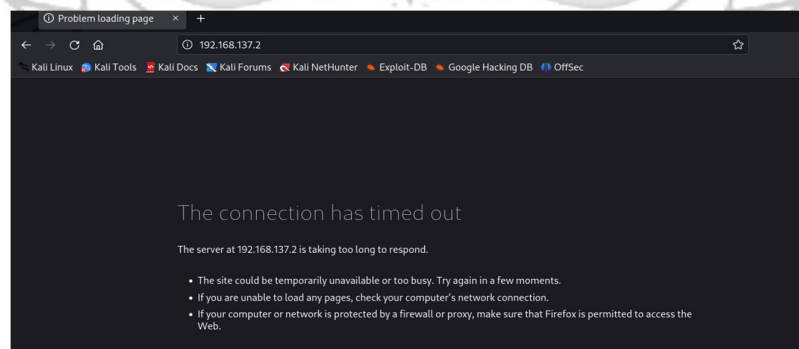 Problem loading page
192.168.137.2
Kali Linux Kali Tools Kali Docs Kali Forums Kali NetHunter Exploit-DB Google Hacking DB OffSec
The connection has timed out
The server at 192.168.137.2 is taking too long to respond.
• The site could be temporarily unavailable or too busy. Try again in a few moments.
• If you are unable to load any pages, check your computer's network connection.
• If your computer or network is protected by a firewall or proxy, make sure that Firefox is permitted to access the
Web.